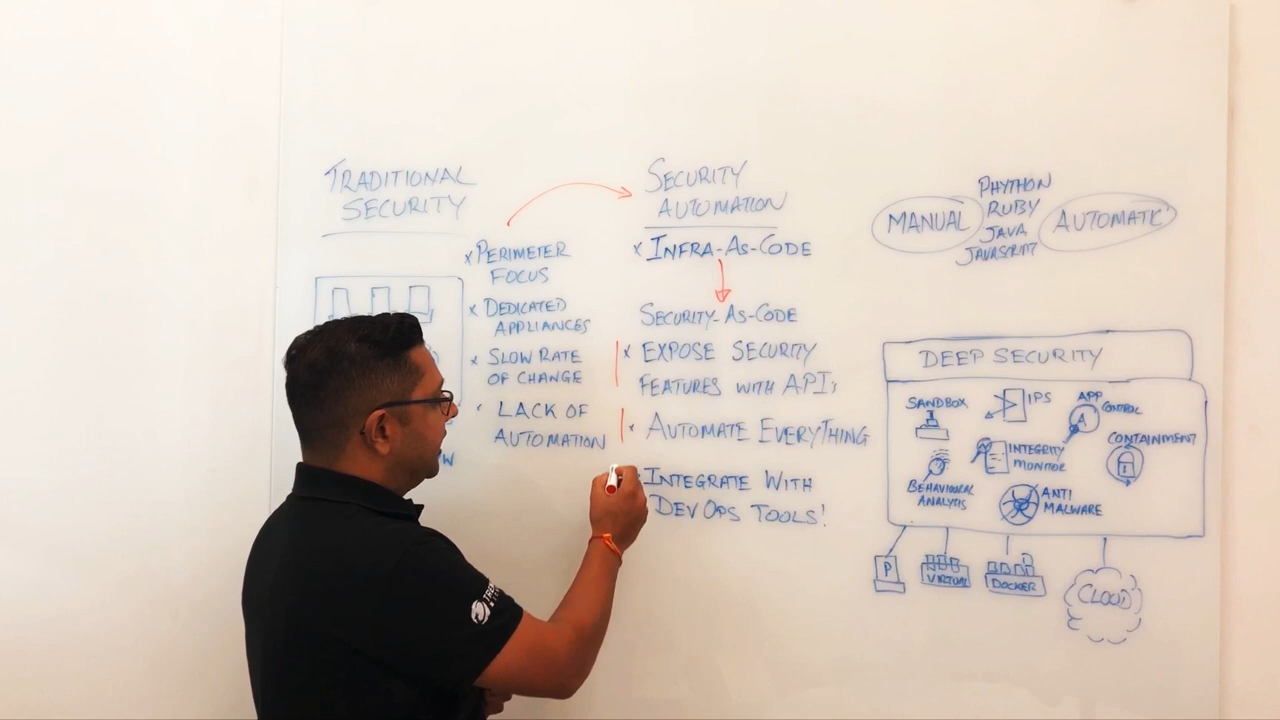 TRADITIONAL
SECURITY
× PERIMETER
FOCUS
× DEDICATED
APPLIANCES
× SLOW RATE
OF CHANGE
LACK OF
AUTOMATION
SECURITY
AUTOMATION
× INFRA-AS-CODE
SECURITY-AS-CODE
× EXPOSE SECURITY
FEATURES WITH APIs
× AUTOMATE EVERYTHING
INTEGRATE WITH
DEVOPS TOOLS!
MANUAL
PHYTHON
RUBY
JAVA
JAVASCRIPT
AUTOMATIC
DEEP SECURITY
SANDBOX
IPS
APP
CONTROL
A
INTEGRITY
MONITOR
CONTAINMENT
BEHAVIOURAL
ANALYSIS
ANTI
MALWARE
P
VIRTUAL
DOCKER
CLOUD